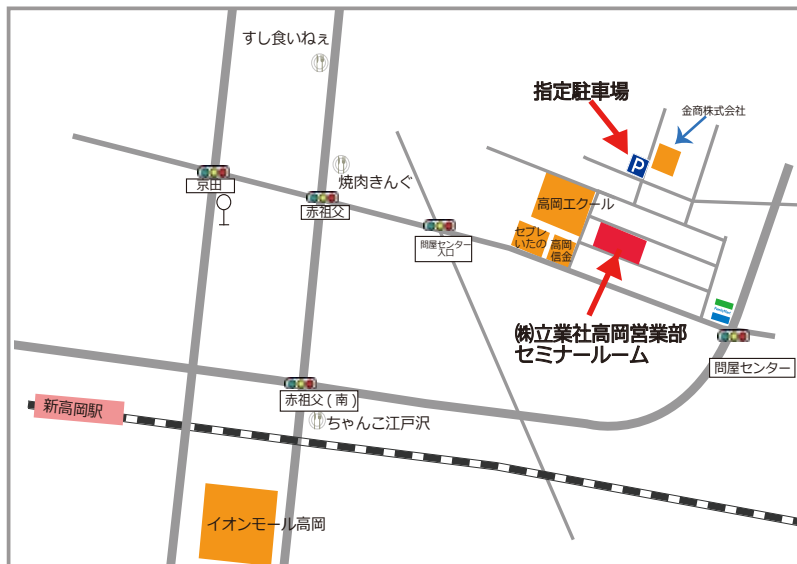 すし食いねぇ
指定駐車場
金商株式会社
P
京田
焼肉きんぐ
赤祖父
高岡エクール
セブレ
いたの
高岡
信金
問屋センター
入口
㈱立業社高岡営業部
セミナールーム
FamilyMart
問屋センター
赤祖父(南)
新高岡駅
ちゃんこ江戸沢
イオンモール高岡